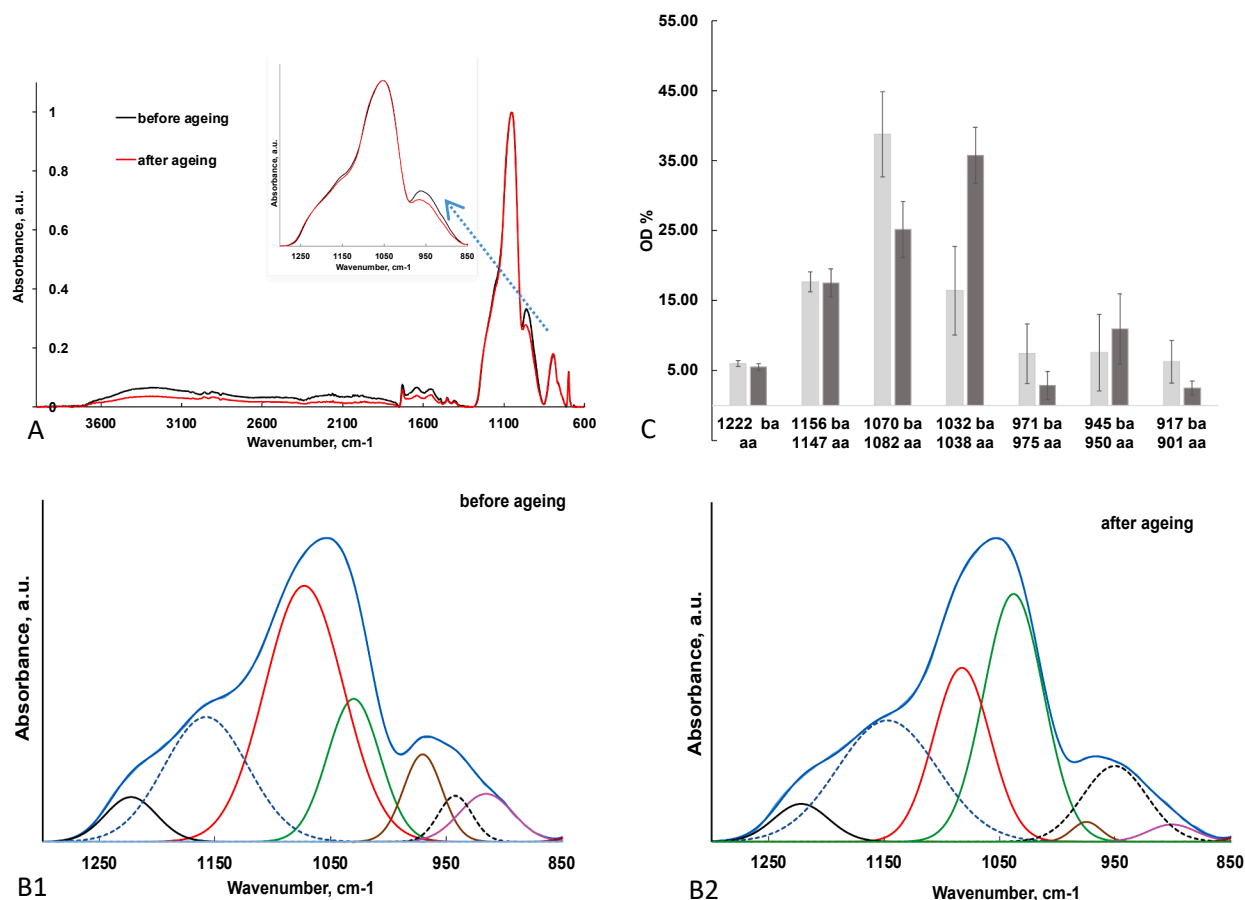 Absorbance, a.u.
1
0.8
0.6
0.4
0.2
0
before ageing
after ageing
Absorbance, a.u.
1250 1150 1050 950 850
Wavenumber, cm-1
3600 3100 2600 2100 1600 1100 600
Wavenumber, cm-1
A
OD %
55.00
45.00
35.00
25.00
15.00
5.00
1222 ba 1156 ba 1070 ba 1032 ba 971 ba 945 ba 917 ba
aa 1147 aa 1082 aa 1038 aa 975 aa 950 aa 901 aa
C
before ageing
Absorbance, a.u.
1250 1150 1050 950 850
Wavenumber, cm-1
B1
after ageing
Absorbance, a.u.
1250 1150 1050 950 850
Wavenumber, cm-1
B2